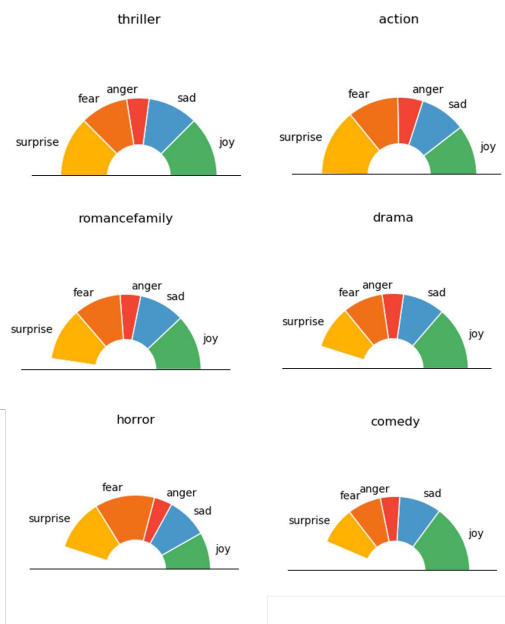 thriller
anger
fear
sad
surprise
joy
action
anger
fear
sad
surprise
joy
romancefamily
anger
fear
sad
surprise
joy
drama
anger
fear
sad
surprise
joy
horror
fear
anger
sad
surprise
joy
comedy
anger
fear
sad
surprise
joy